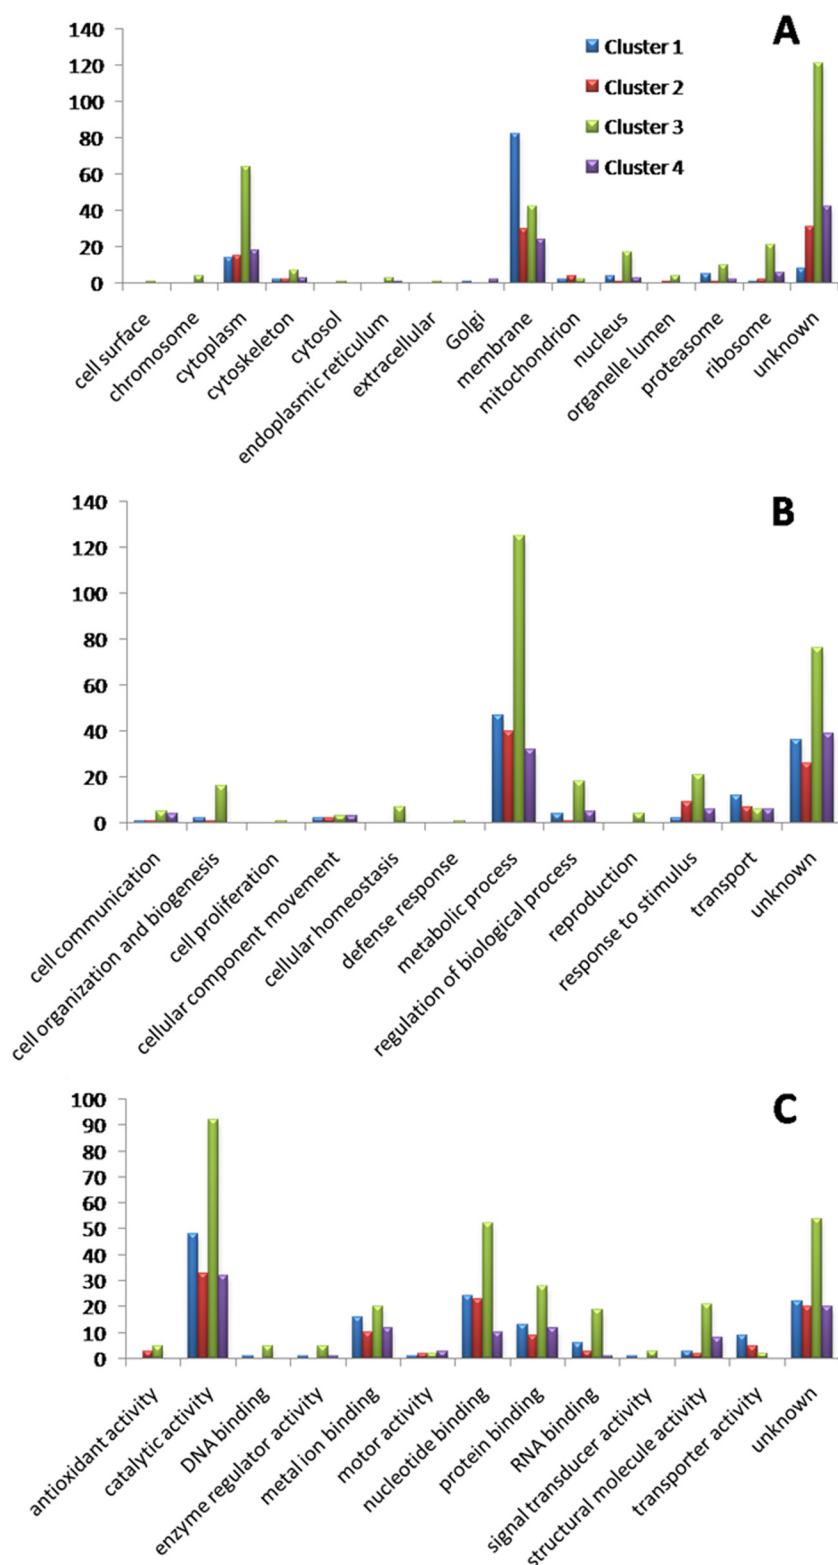 A
140
120
100
80
60
40
20
0
Cluster 1
Cluster 2
Cluster 3
Cluster 4
cell surface
chromosome
cytoplasm
cytoskeleton
cytosol
endoplasmic reticulum
extracellular
Golgi
membrane
mitochondrion
nucleus
organelle lumen
proteasome
ribosome
unknown
B
140
120
100
80
60
40
20
0
cell communication
cell organization and biogenesis
cell proliferation
cellular component movement
cellular homeostasis
defense response
metabolic process
regulation of biological process
reproduction
response to stimulus
transport
unknown
C
100
90
80
70
60
50
40
30
20
10
0
antioxidant activity
catalytic activity
DNA binding
enzyme regulator activity
metal ion binding
motor activity
nucleotide binding
protein binding
RNA binding
signal transducer activity
structural molecule activity
transporter activity
unknown